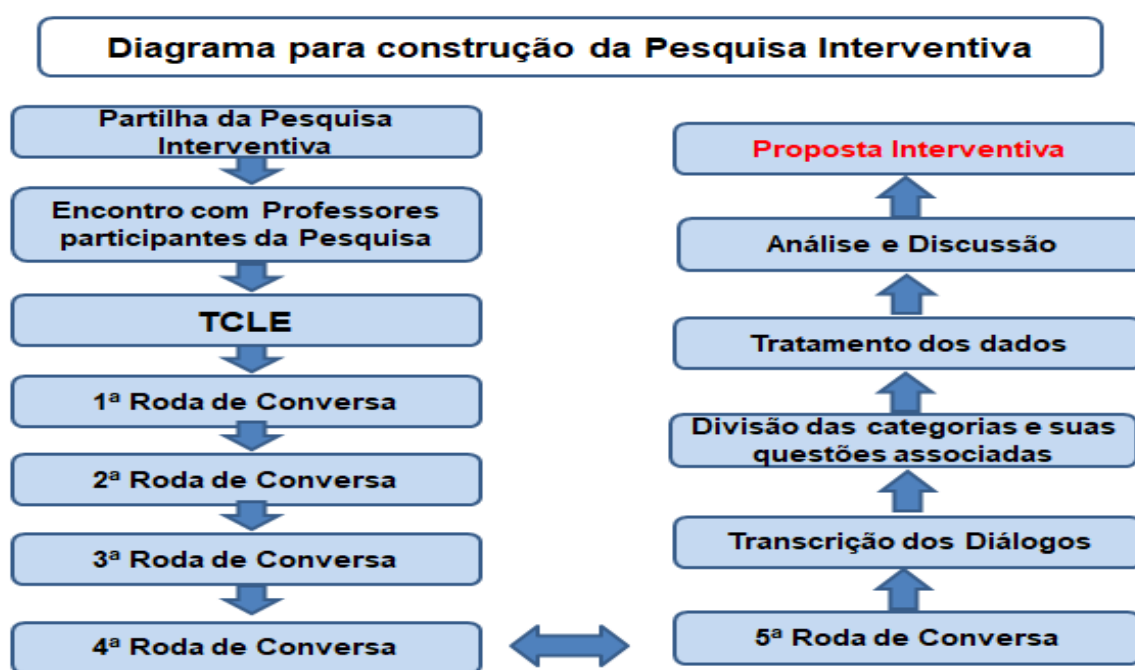 Diagrama para construção da Pesquisa Interventiva
Partilha da Pesquisa
Interventiva
Encontro com Professores
participantes da Pesquisa
TCLE
1ª Roda de Conversa
2ª Roda de Conversa
3ª Roda de Conversa
4ª Roda de Conversa
5ª Roda de Conversa
Transcrição dos Diálogos
Divisão das categorias e suas
questões associadas
Tratamento dos dados
Análise e Discussão
Proposta Interventiva